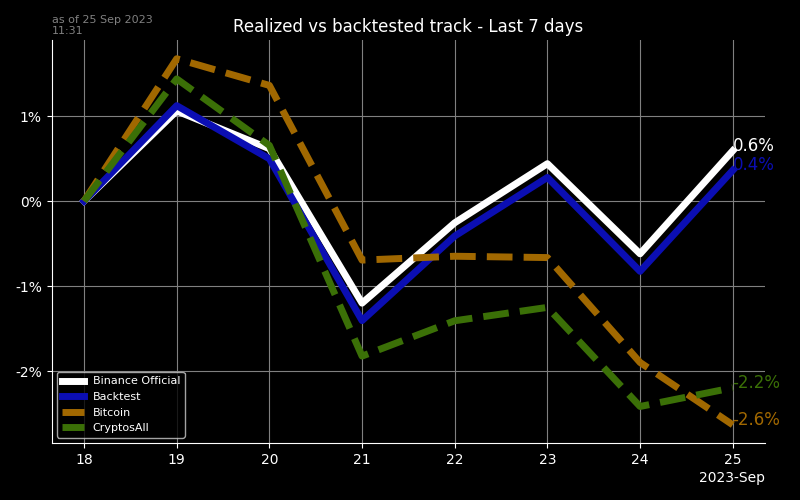 as of 25 Sep 2023
11:31
Realized vs backtested track - Last 7 days
1%
0%
-1%
-2%
0.6%
0.4%
-2.2%
-2.6%
Binance Official
Backtest
Bitcoin
CryptosAll
18 19 20 21 22 23 24 25
2023-Sep